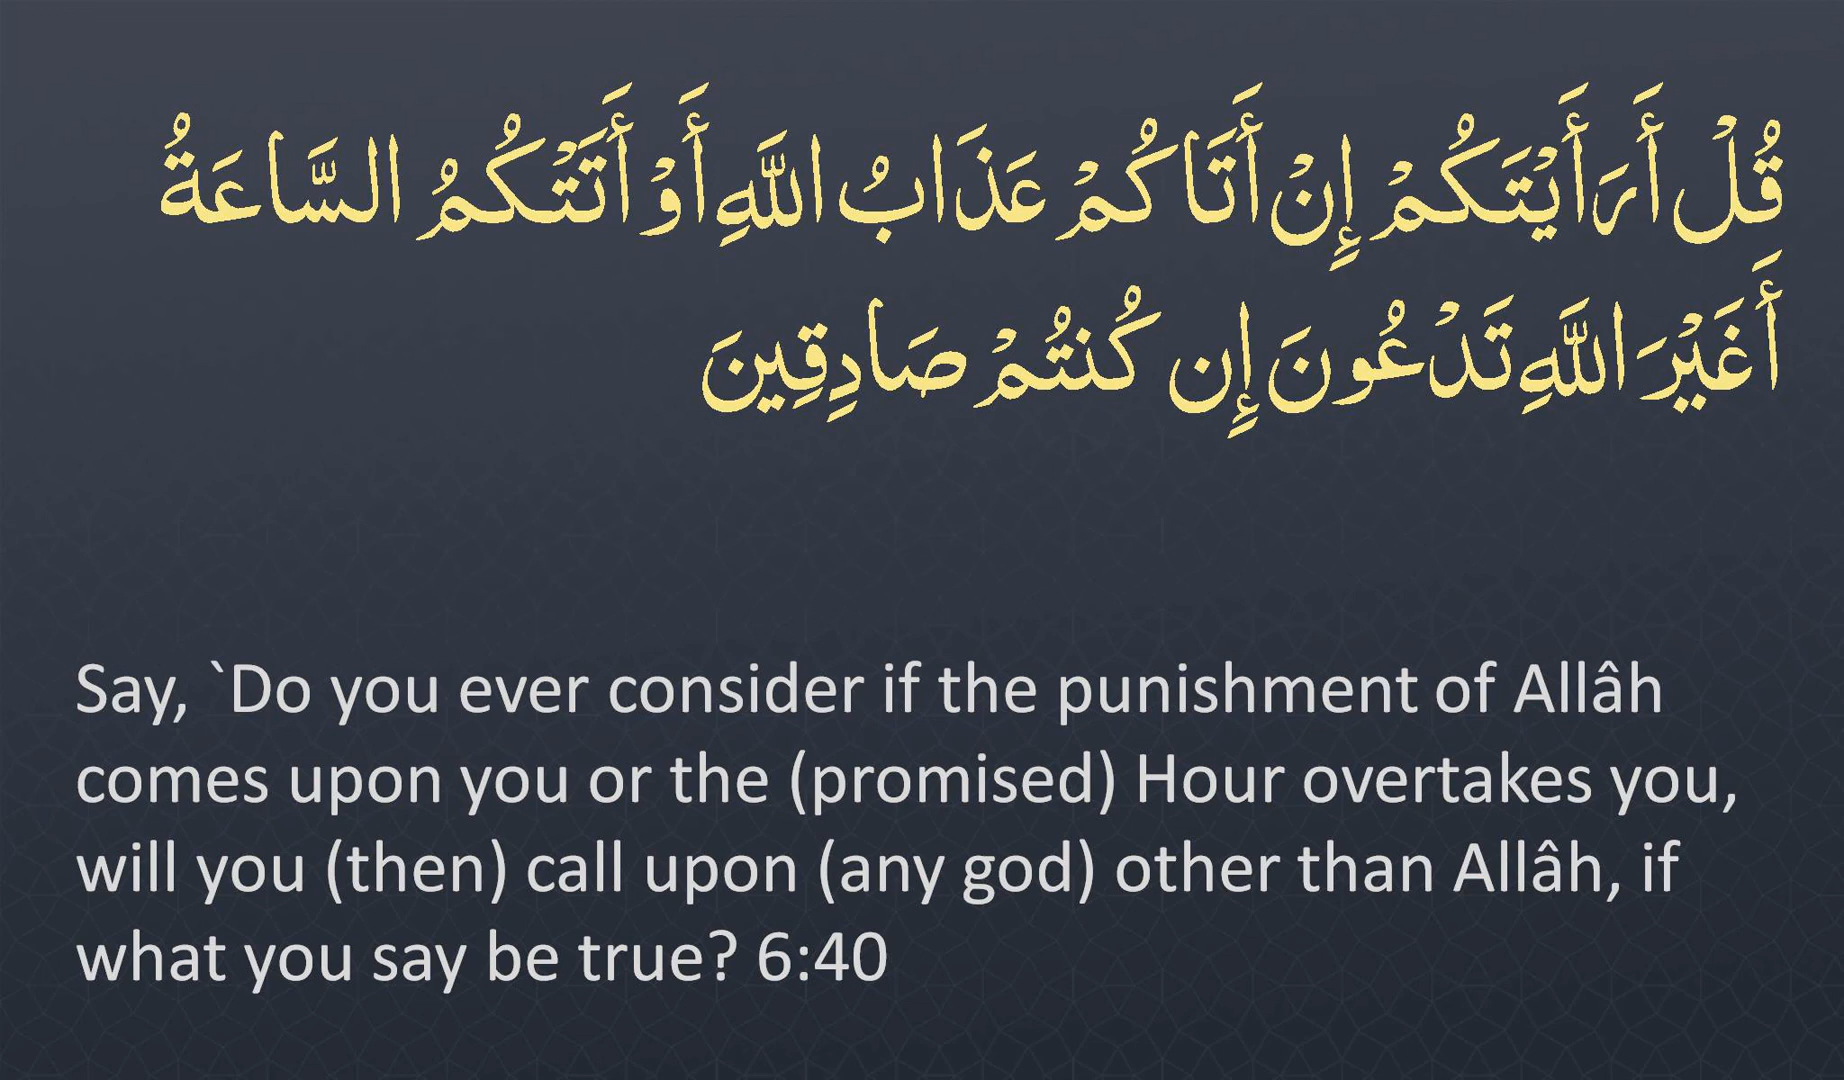 قُلْ أَرَأَيْتَكُمْ إِنْ أَتَاكُمْ عَذَابُ اللَّهِ أَوْ أَتَتْكُمُ السَّاعَةُ
أَغَيْرَ اللَّهِ تَدْعُونَ إِن كُنتُمْ صَادِقِينَ
Say, `Do you ever consider if the punishment of Allâh
comes upon you or the (promised) Hour overtakes you,
will you (then) call upon (any god) other than Allâh, if
what you say be true? 6:40